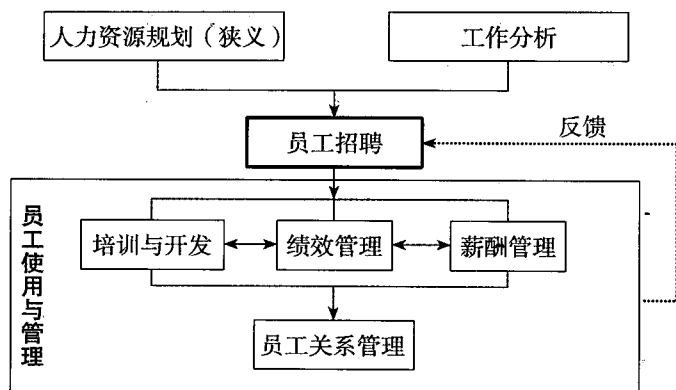 人力资源规划（狭义）
工作分析
员工招聘
反馈
员工使用与管理
培训与开发
绩效管理
薪酬管理
员工关系管理